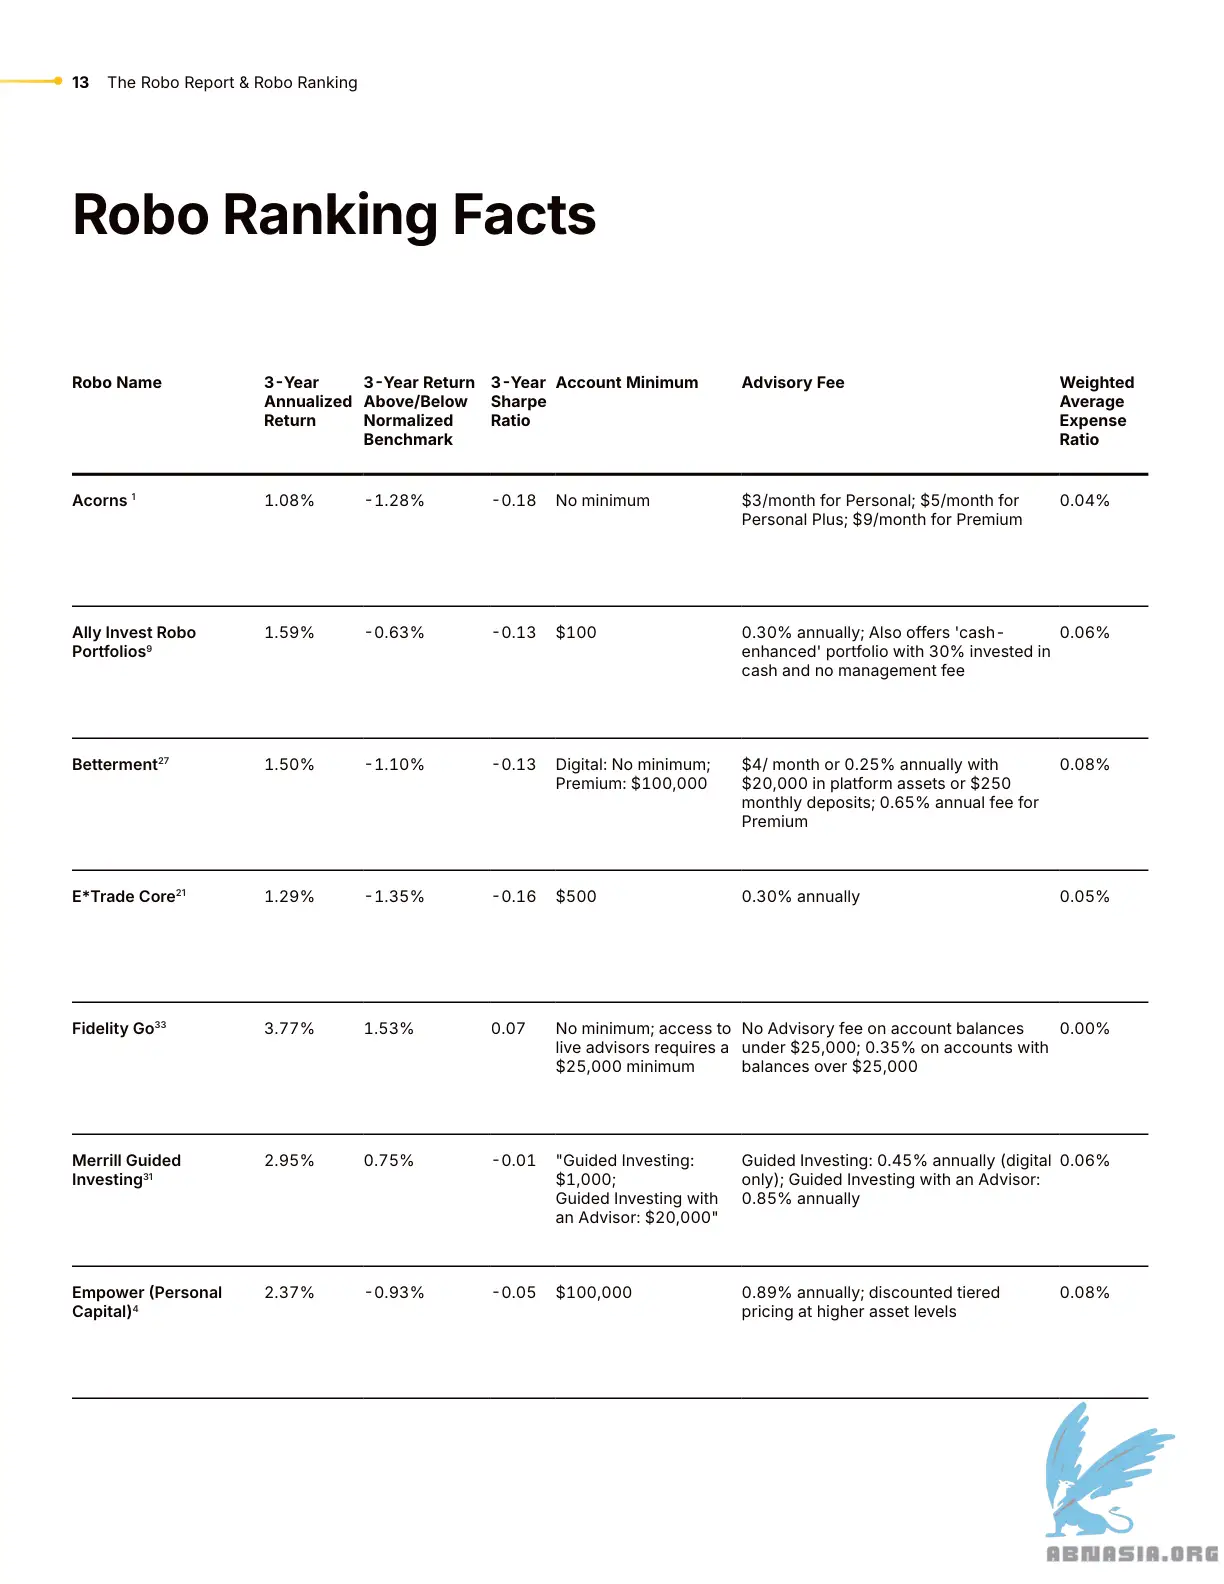 13 The Robo Report & Robo Ranking
Robo Ranking Facts
Robo Name
3-Year
Annualized
Return
3-Year Return
Above/Below
Normalized
Benchmark
3-Year
Sharpe
Ratio
Account Minimum
Advisory Fee
Weighted
Average
Expense
Ratio
Acorns ¹
1.08%
-1.28%
-0.18
No minimum
$3/month for Personal; $5/month for
Personal Plus; $9/month for Premium
0.04%
Ally Invest Robo
Portfolios⁹
1.59%
-0.63%
-0.13
$100
0.30% annually; Also offers 'cash-
enhanced' portfolio with 30% invested in
cash and no management fee
0.06%
Betterment²⁷
1.50%
-1.10%
-0.13
Digital: No minimum;
Premium: $100,000
$4/ month or 0.25% annually with
$20,000 in platform assets or $250
monthly deposits; 0.65% annual fee for
Premium
0.08%
E*Trade Core²¹
1.29%
-1.35%
-0.16
$500
0.30% annually
0.05%
Fidelity Go³³
3.77%
1.53%
0.07
No minimum; access to
live advisors requires a
$25,000 minimum
No Advisory fee on account balances
under $25,000; 0.35% on accounts with
balances over $25,000
0.00%
Merrill Guided
Investing³¹
2.95%
0.75%
-0.01
"Guided Investing:
$1,000;
Guided Investing with
an Advisor: $20,000"
Guided Investing: 0.45% annually (digital
only); Guided Investing with an Advisor:
0.85% annually
0.06%
Empower (Personal
Capital)⁴
2.37%
-0.93%
-0.05
$100,000
0.89% annually; discounted tiered
pricing at higher asset levels
0.08%
ABNASIA.ORG